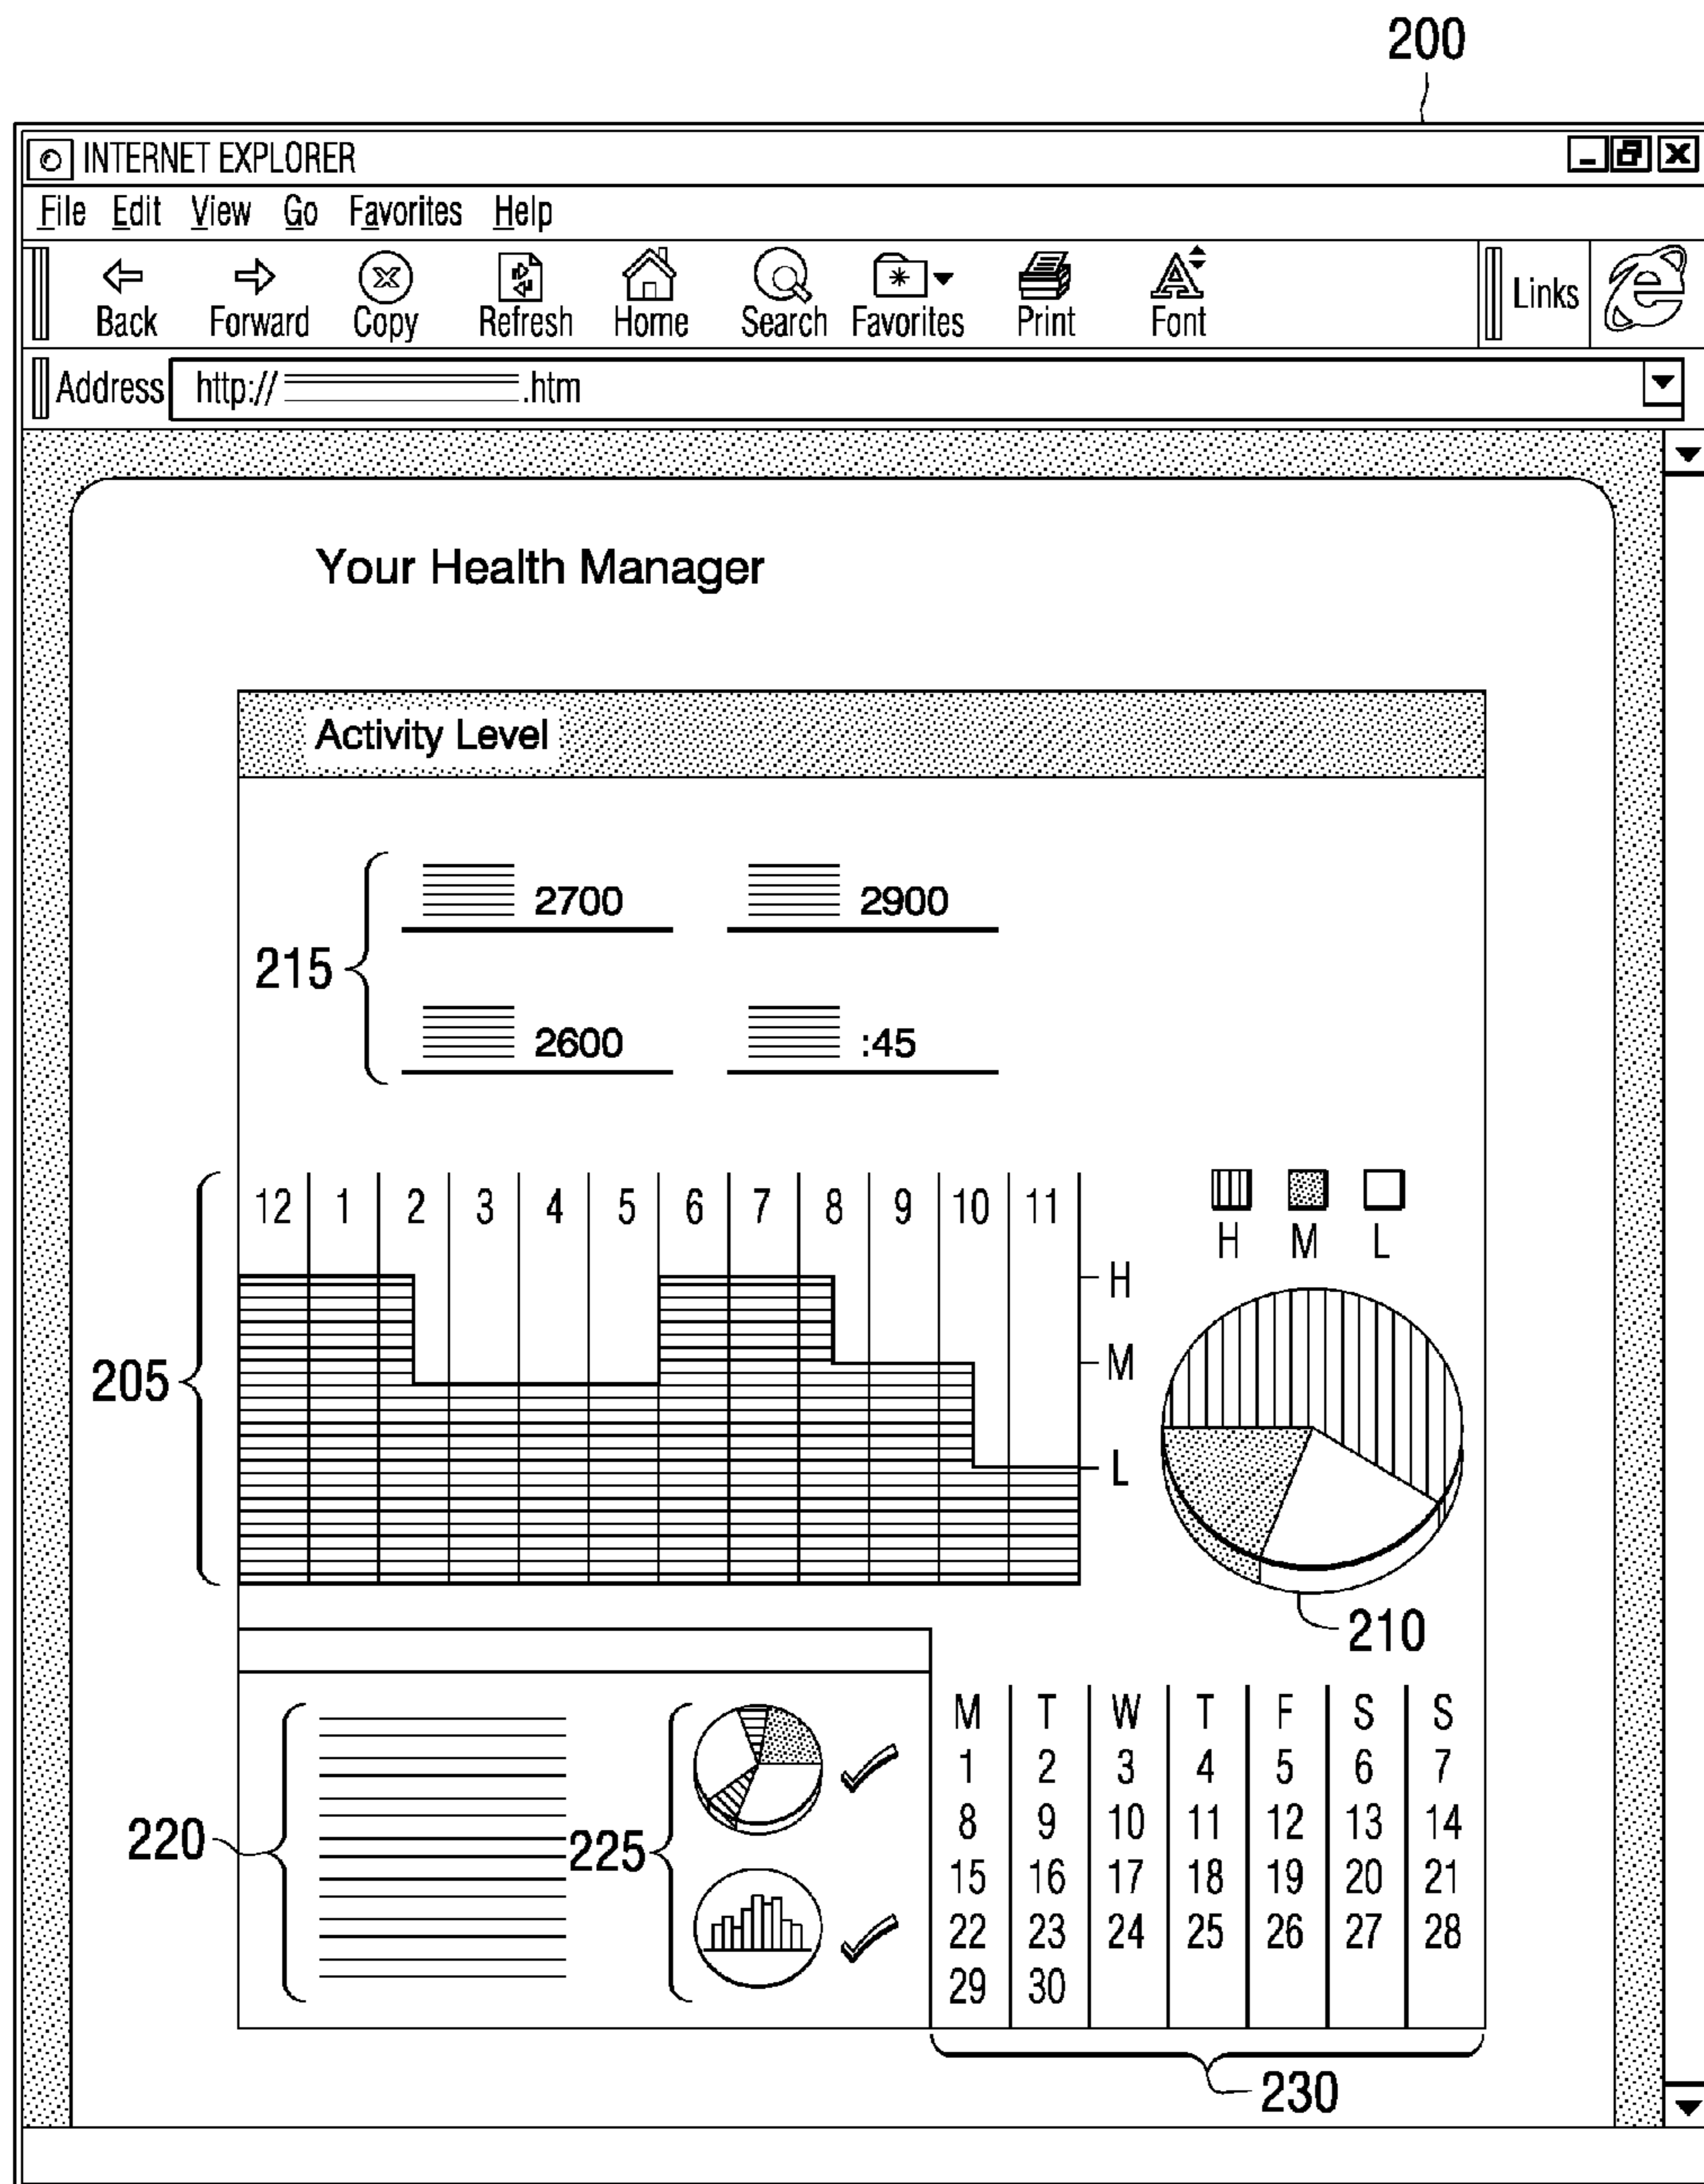 200
INTERNET EXPLORER
File Edit View Go Favorites Help
Back Forward Copy Refresh Home Search Favorites Print Font Links
Address http:// .htm
Your Health Manager
Activity Level
2700 2900
215
2600 :45
12 1 2 3 4 5 6 7 8 9 10 11
H M L
H
M
205
L
210
M T W T F S S
1 2 3 4 5 6 7
8 9 10 11 12 13 14
220 225
15 16 17 18 19 20 21
22 23 24 25 26 27 28
29 30
230